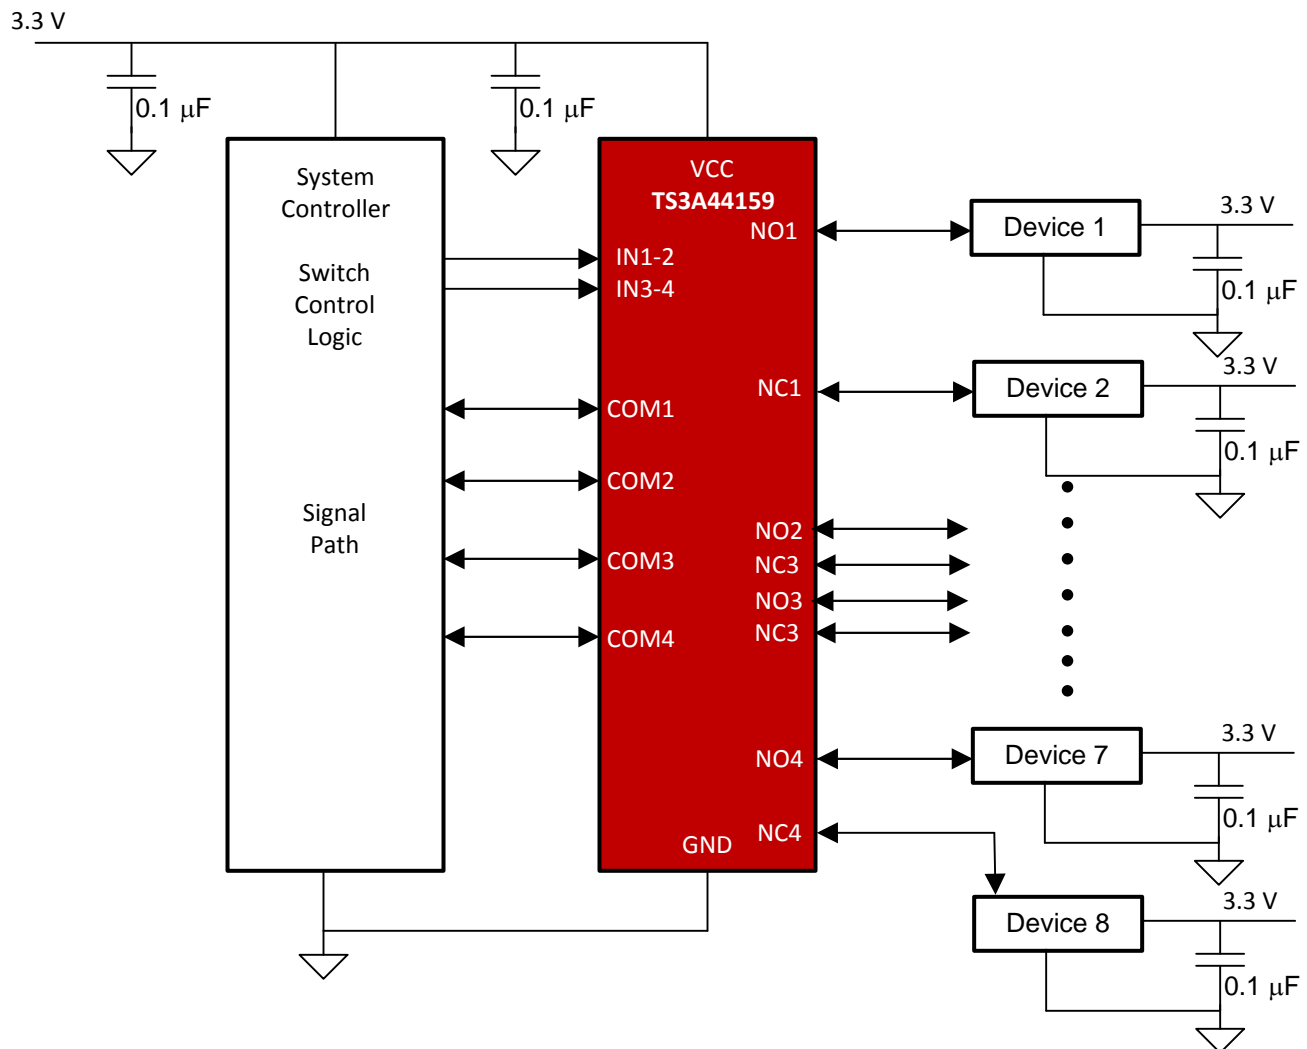 3.3 V
0.1 µF
0.1 µF
System
Controller
Switch
Control
Logic
Signal
Path
VCC
TS3A44159
IN1-2
IN3-4
COM1
COM2
COM3
COM4
NO1
NC1
NO2
NC3
NO3
NC3
NO4
NC4
GND
Device 1
3.3 V
0.1 µF
Device 2
3.3 V
0.1 µF
Device 7
3.3 V
0.1 µF
Device 8
3.3 V
0.1 µF